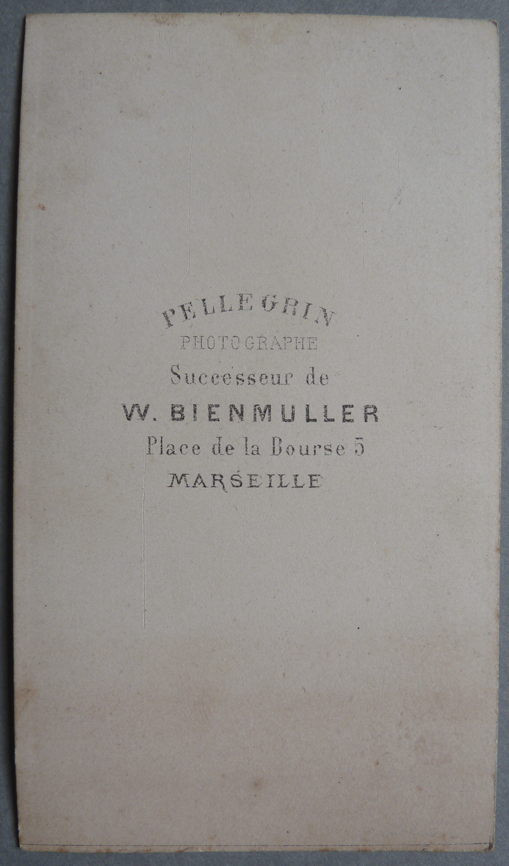 PELLEGRIN
PHOTOGRAPHE
Successeur de
W. BIENMULLER
Place de la Bourse 5
MARSEILLE